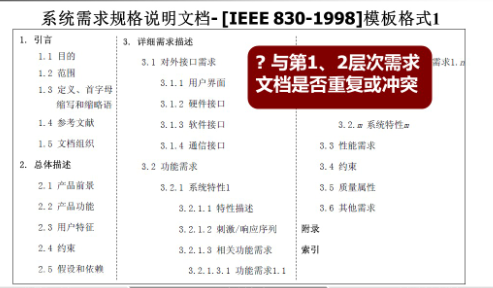 系统需求规格说明文档- [IEEE 830-1998]模板格式1
1. 引言
1.1 目的
1.2 范围
1.3 定义、首字母
缩写和缩略语
1.4 参考文献
1.5 文档组织
2. 总体描述
2.1 产品前景
2.2 产品功能
2.3 用户特征
2.4 约束
2.5 假设和依赖
3. 详细需求描述
3.1 对外接口需求
3.1.1 用户界面
3.1.2 硬件接口
3.1.3 软件接口
3.1.4 通信接口
3.2 功能需求
3.2.1 系统特性1
3.2.1.1 特性描述
3.2.1.2 刺激/响应序列
3.2.1.3 相关功能需求
3.2.1.3.1 功能需求1.1
需求1.n
? 与第1、2层次需求
文档是否重复或冲突
3.2.m 系统特性m
3.3 性能需求
3.4 约束
3.5 质量属性
3.6 其他需求
附录
索引